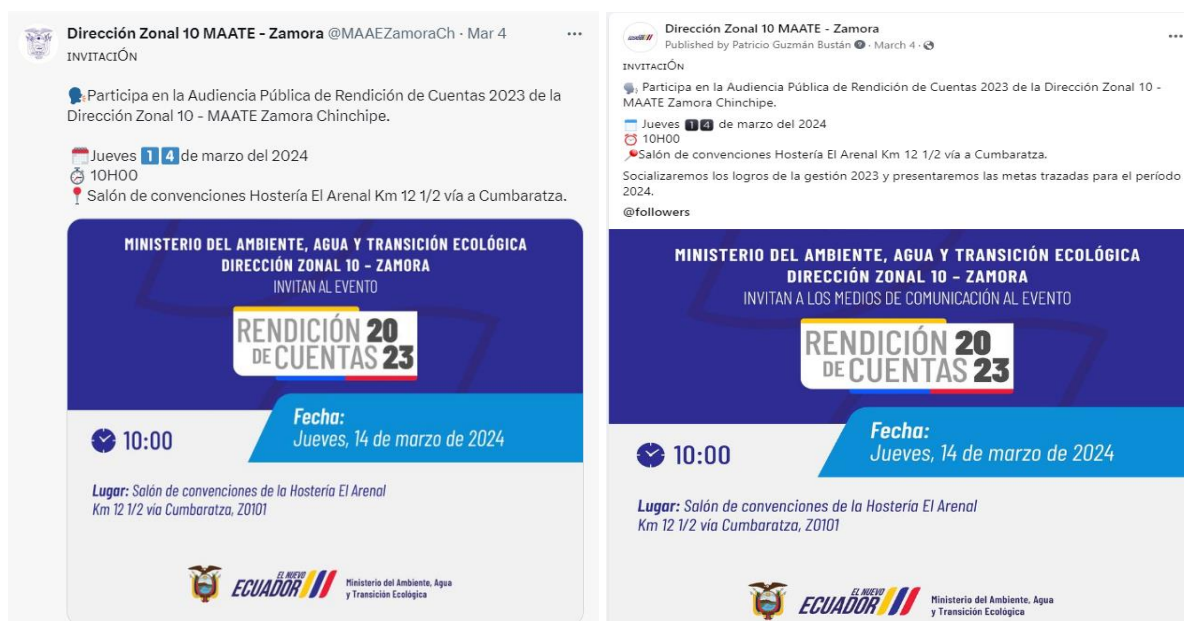 Dirección Zonal 10 MAATE - Zamora @MAAEZamoraCh · Mar 4
ɪɴᴠɪᴛᴀᴄɪÓɴ
🗣️Participa en la Audiencia Pública de Rendición de Cuentas 2023 de la
Dirección Zonal 10 - MAATE Zamora Chinchipe.
🗓️Jueves 1️⃣4️⃣de marzo del 2024
⏱️ 10H00
📍Salón de convenciones Hostería El Arenal Km 12 1/2 vía a Cumbaratza.
MINISTERIO DEL AMBIENTE, AGUA Y TRANSICIÓN ECOLÓGICA
DIRECCIÓN ZONAL 10 - ZAMORA
INVITAN AL EVENTO
RENDICIÓN 20
DE CUENTAS 23
Fecha:
10:00
Jueves, 14 de marzo de 2024
Lugar: Salón de convenciones de la Hostería El Arenal
Km 12 1/2 vía Cumbaratza, Z0101
EL NUEVO
ECUADOR
Ministerio del Ambiente, Agua
y Transición Ecológica
Dirección Zonal 10 MAATE - Zamora
Published by Patricio Guzmán Bustán · March 4 ·
ɪɴᴠɪᴛᴀᴄɪÓɴ
🗣️ Participa en la Audiencia Pública de Rendición de Cuentas 2023 de la Dirección Zonal 10 -
MAATE Zamora Chinchipe.
🗓️ Jueves 1️⃣4️⃣ de marzo del 2024
⏰ 10H00
📍Salón de convenciones Hostería El Arenal Km 12 1/2 vía a Cumbaratza.
Socializaremos los logros de la gestión 2023 y presentaremos las metas trazadas para el período
2024.
@followers
MINISTERIO DEL AMBIENTE, AGUA Y TRANSICIÓN ECOLÓGICA
DIRECCIÓN ZONAL 10 - ZAMORA
INVITAN A LOS MEDIOS DE COMUNICACIÓN AL EVENTO
RENDICIÓN 20
DE CUENTAS 23
Fecha:
10:00
Jueves, 14 de marzo de 2024
Lugar: Salón de convenciones de la Hostería El Arenal
Km 12 1/2 vía Cumbaratza, Z0101
EL NUEVO
ECUADOR
Ministerio del Ambiente, Agua
y Transición Ecológica